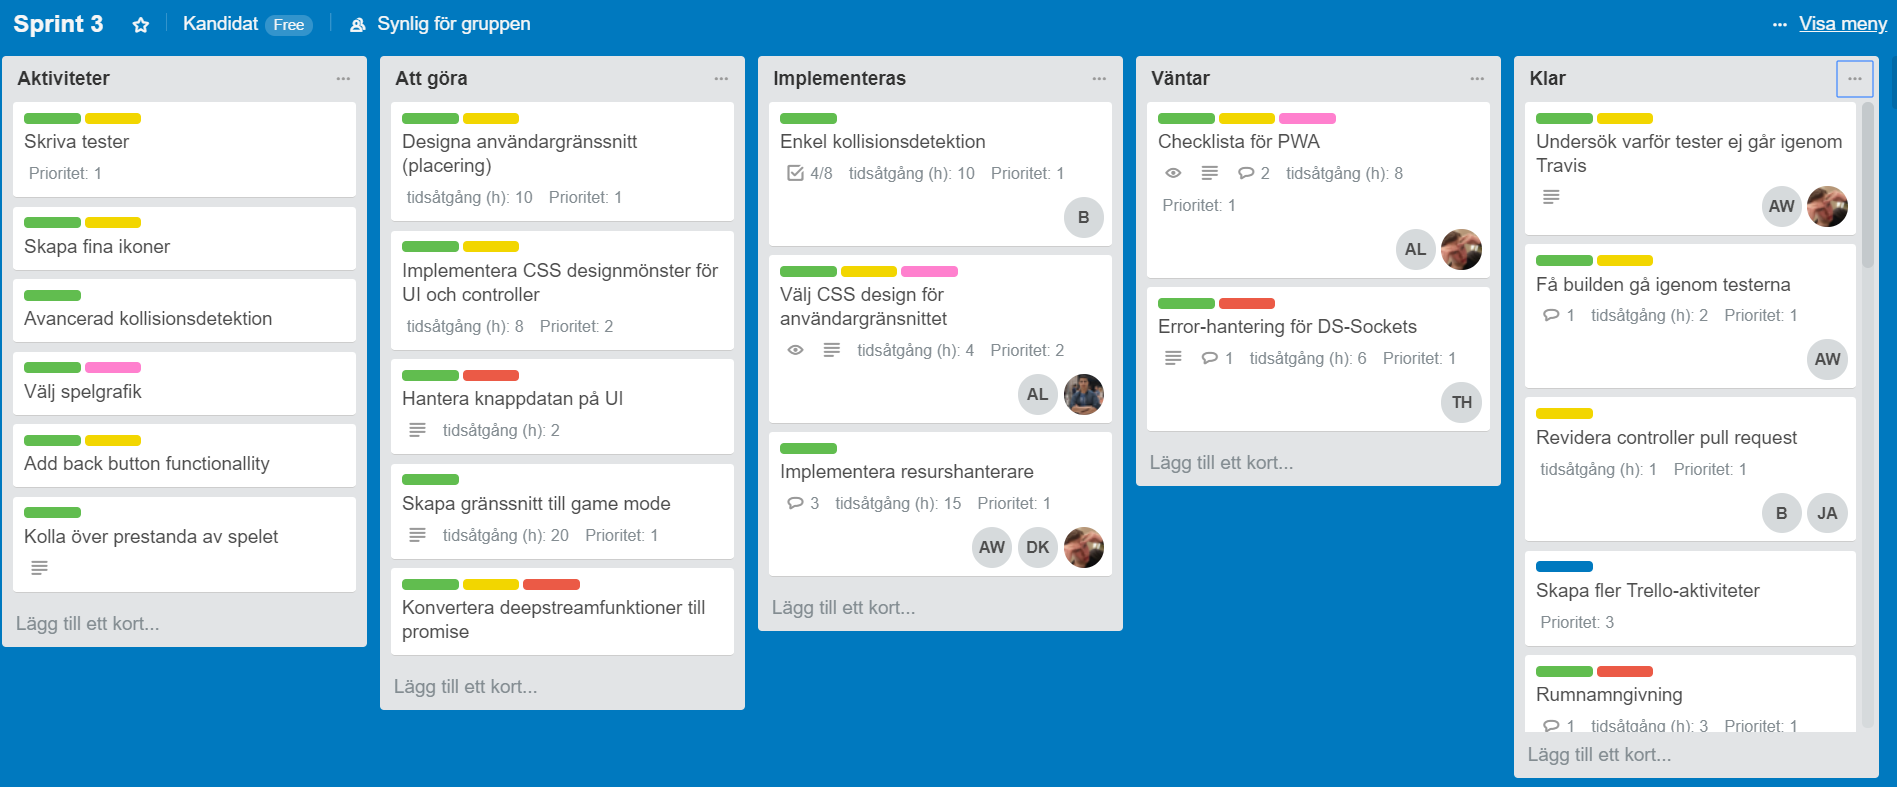 Sprint 3
Kandidat Free
Synlig för gruppen
··· Visa meny
Aktiviteter
Skriva tester
Prioritet: 1
Skapa fina ikoner
Avancerad kollisionsdetektion
Välj spelgrafik
Add back button functionallity
Kolla över prestanda av spelet
Lägg till ett kort...
Att göra
Designa användargränssnitt
(placering)
tidsåtgång (h): 10 Prioritet: 1
Implementera CSS designmönster för
UI och controller
tidsåtgång (h): 8 Prioritet: 2
Hantera knappdatan på UI
tidsåtgång (h): 2
Skapa gränssnitt till game mode
tidsåtgång (h): 20 Prioritet: 1
Konvertera deepstreamfunktioner till
promise
Lägg till ett kort...
Implementeras
Enkel kollisionsdetektion
4/8 tidsåtgång (h): 10 Prioritet: 1
B
Välj CSS design för
användargränsnittet
tidsåtgång (h): 4 Prioritet: 2
AL
Implementera resurshanterare
3 tidsåtgång (h): 15 Prioritet: 1
AW DK
Lägg till ett kort...
Väntar
Checklista för PWA
2 tidsåtgång (h): 8
Prioritet: 1
AL
Error-hantering för DS-Sockets
1 tidsåtgång (h): 6 Prioritet: 1
TH
Lägg till ett kort...
Klar
Undersök varför tester ej går igenom
Travis
AW
Få builden gå igenom testerna
1 tidsåtgång (h): 2 Prioritet: 1
AW
Revidera controller pull request
tidsåtgång (h): 1 Prioritet: 1
B JA
Skapa fler Trello-aktiviteter
Prioritet: 3
Rumnamngivning
1 tidsåtgång (h): 3 Prioritet: 1
Lägg till ett kort...